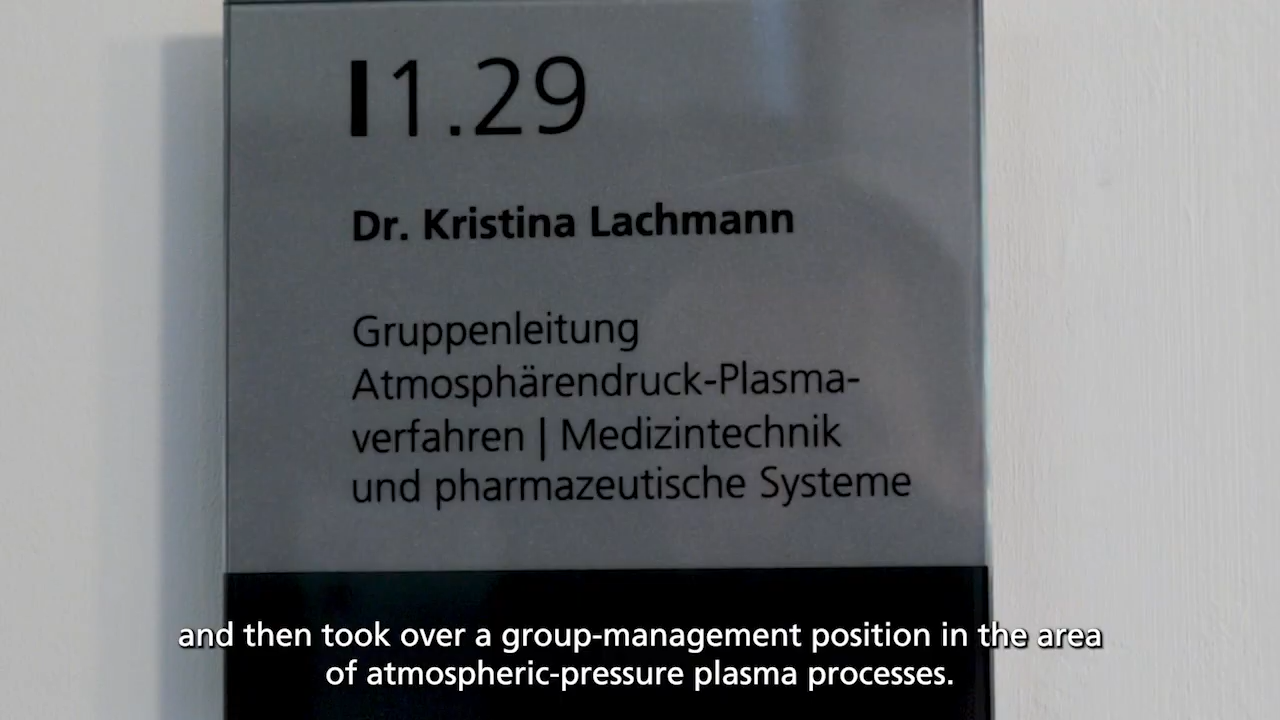 I1.29
Dr. Kristina Lachmann
Gruppenleitung
Atmosphärendruck-Plasma-
verfahren | Medizintechnik
und pharmazeutische Systeme
and then took over a group-management position in the area
of atmospheric-pressure plasma processes.